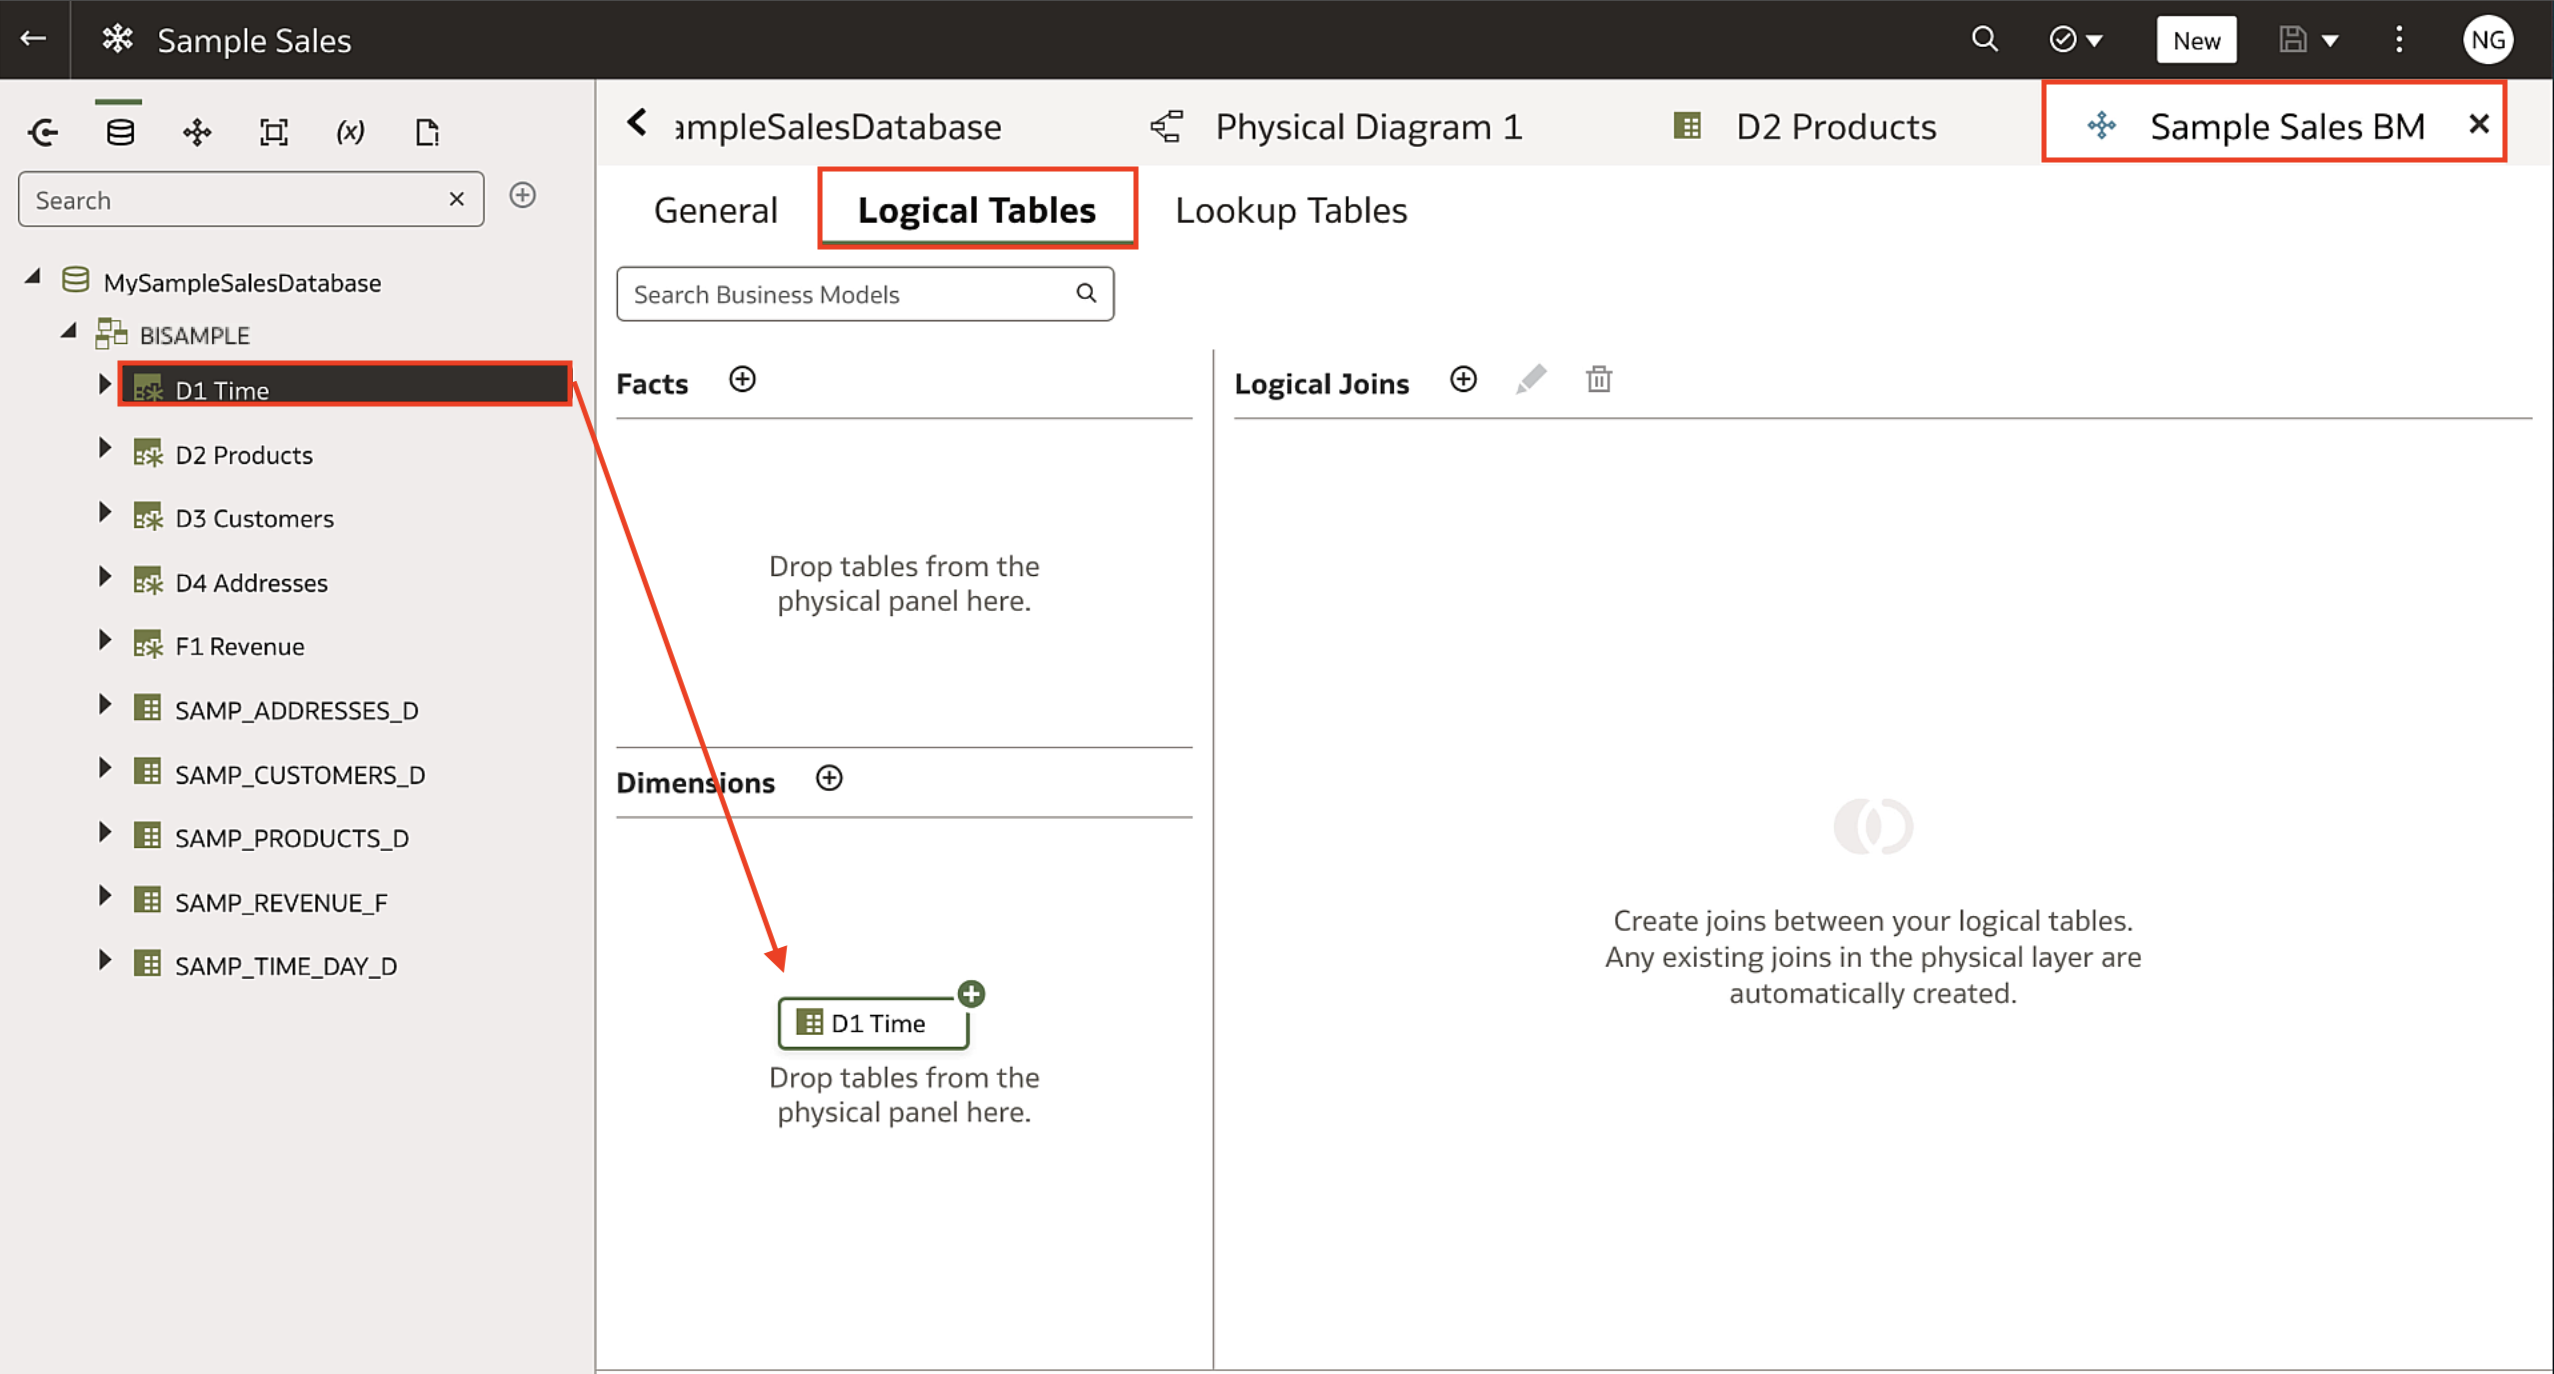 Sample Sales
New
NG
Search
MySampleSalesDatabase
BISAMPLE
D1 Time
D2 Products
D3 Customers
D4 Addresses
F1 Revenue
SAMP_ADDRESSES_D
SAMP_CUSTOMERS_D
SAMP_PRODUCTS_D
SAMP_REVENUE_F
SAMP_TIME_DAY_D
ampleSalesDatabase
Physical Diagram 1
D2 Products
Sample Sales BM
General
Logical Tables
Lookup Tables
Search Business Models
Facts
Drop tables from the
physical panel here.
Dimensions
D1 Time
Drop tables from the
physical panel here.
Logical Joins
Create joins between your logical tables.
Any existing joins in the physical layer are
automatically created.